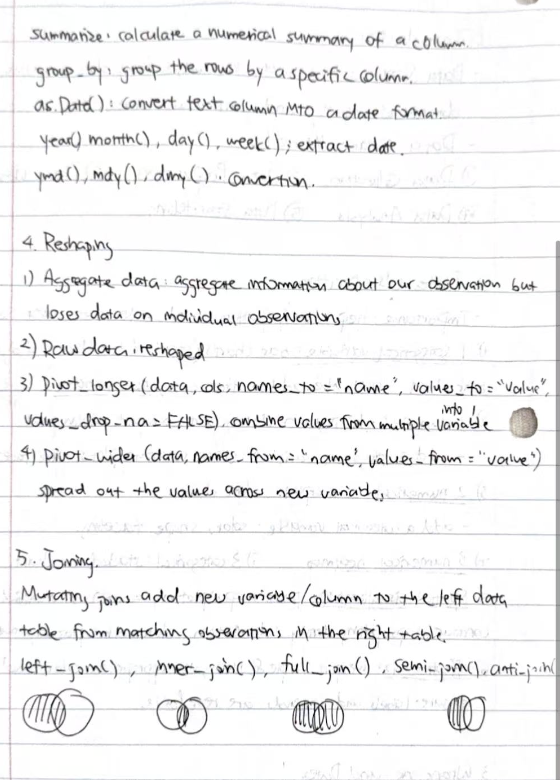 summarize: calculate a numerical summary of a column.
group_by: group the rows by a specific column.
as.Date(): convert text column into a date format
year() month(), day(), week(); extract date.
ymd(), mdy(), dmy(). convertion.
4. Reshaping
1) Aggregate data: aggregate information about our observation but
loses data on individual observations
2) Raw data: reshaped
3) pivot_longer (data, cols, names_to = "name", values_to = "value",
values_drop_na = FALSE). combine values from multiple into 1 variable
4) pivot_wider (data, names_from = "name", values_from = "value")
spread out the values across new variable,
5. Joining.
Mutating joins add new variable/column to the left data
table from matching observations in the right table.
left_join(), inner_join(), full_join(), semi_join(), anti_join(